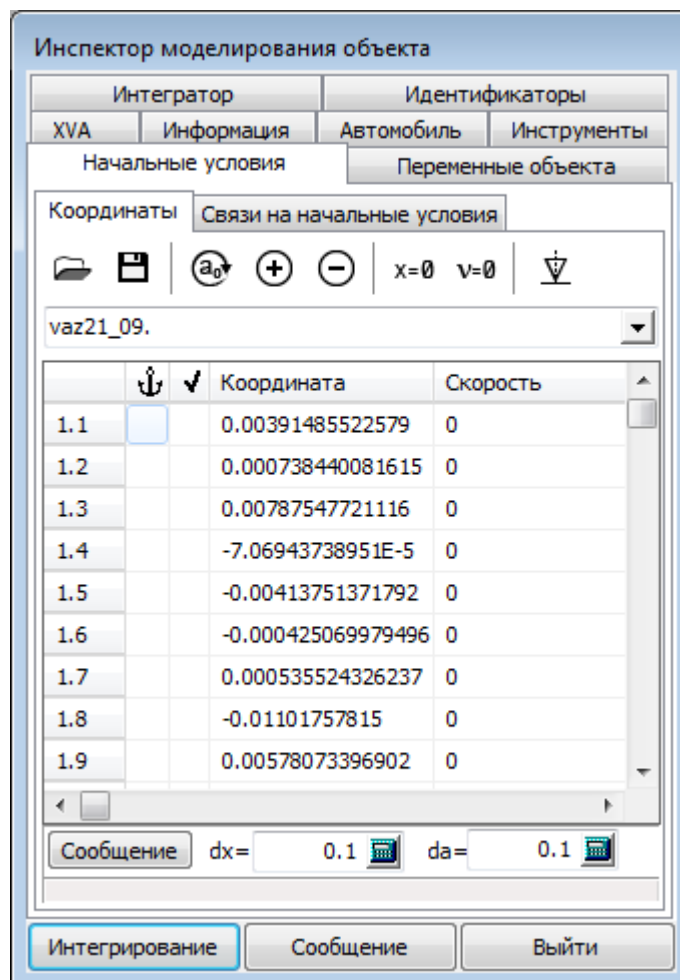 Инспектор моделирования объекта
Интегратор Идентификаторы
XVA Информация Автомобиль Инструменты
Начальные условия Переменные объекта
Координаты Связи на начальные условия
a₀ x=0 v=0
vaz21_09.
Координата Скорость
1.1 0.00391485522579 0
1.2 0.000738440081615 0
1.3 0.00787547721116 0
1.4 -7.06943738951E-5 0
1.5 -0.00413751371792 0
1.6 -0.000425069979496 0
1.7 0.000535524326237 0
1.8 -0.01101757815 0
1.9 0.00578073396902 0
Сообщение dx= 0.1 da= 0.1
Интегрирование Сообщение Выйти